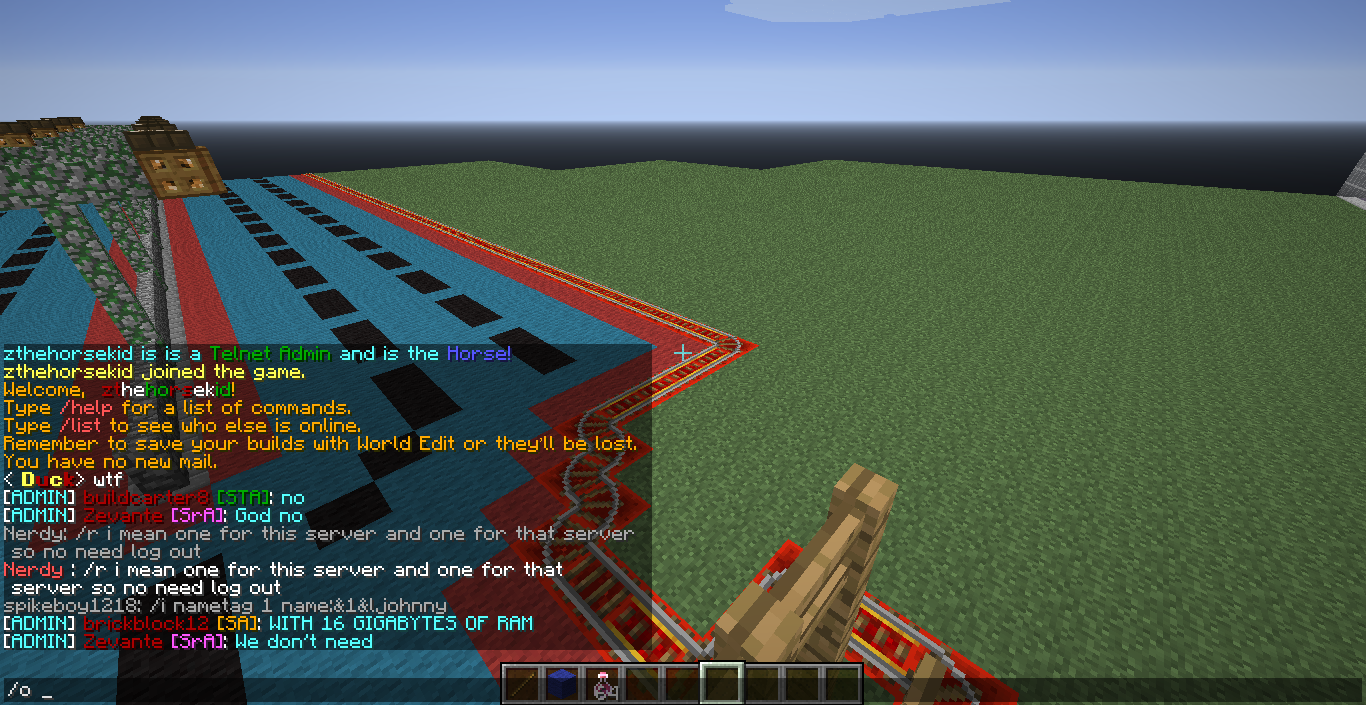 zthehorsekid is is a Telnet Admin and is the Horse!
zthehorsekid joined the game.
Welcome, zthehorsekid!
Type /help for a list of commands.
Type /list to see who else is online.
Remember to save your builds with World Edit or they'll be lost.
You have no new mail.
< Duck> wtf
[ADMIN] buildcarter8 [STA]: no
[ADMIN] Zevante [SrA]: God no
Nerdy: /r i mean one for this server and one for that server
so no need log out
Nerdy : /r i mean one for this server and one for that
server so no need log out
spikeboy1218: /i nametag 1 name:&1&ljohnny
[ADMIN] brickblock12 [SA]: WITH 16 GIGABYTES OF RAM
[ADMIN] Zevante [SrA]: We don't need
/o _